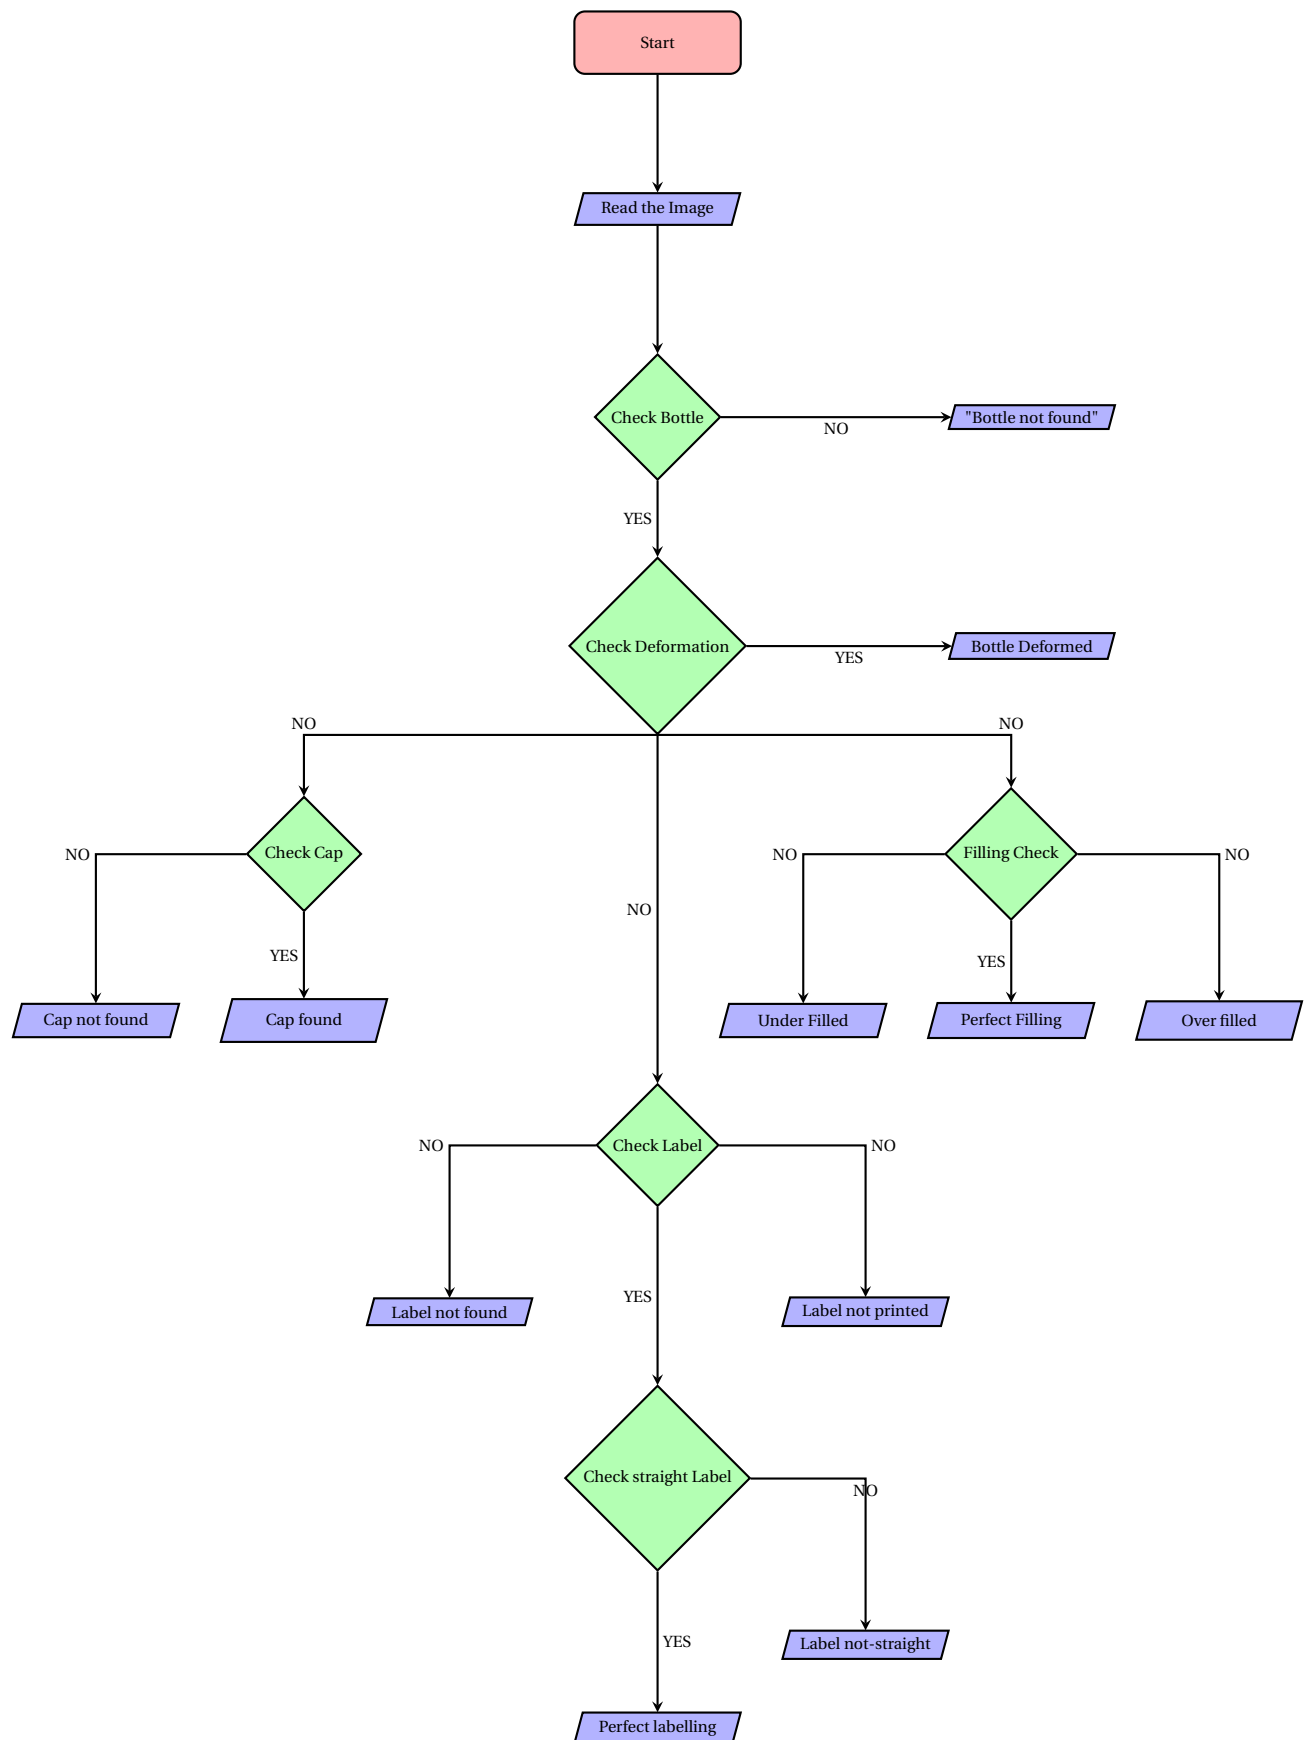 Start
Read the Image
Check Bottle
NO
"Bottle not found"
YES
Check Deformation
YES
Bottle Deformed
NO
NO
NO
Check Cap
NO
Filling Check
NO
NO
YES
YES
Cap not found
Cap found
Under Filled
Perfect Filling
Over filled
NO
Check Label
NO
NO
YES
Label not found
Label not printed
Check straight Label
NO
YES
Label not-straight
Perfect labelling